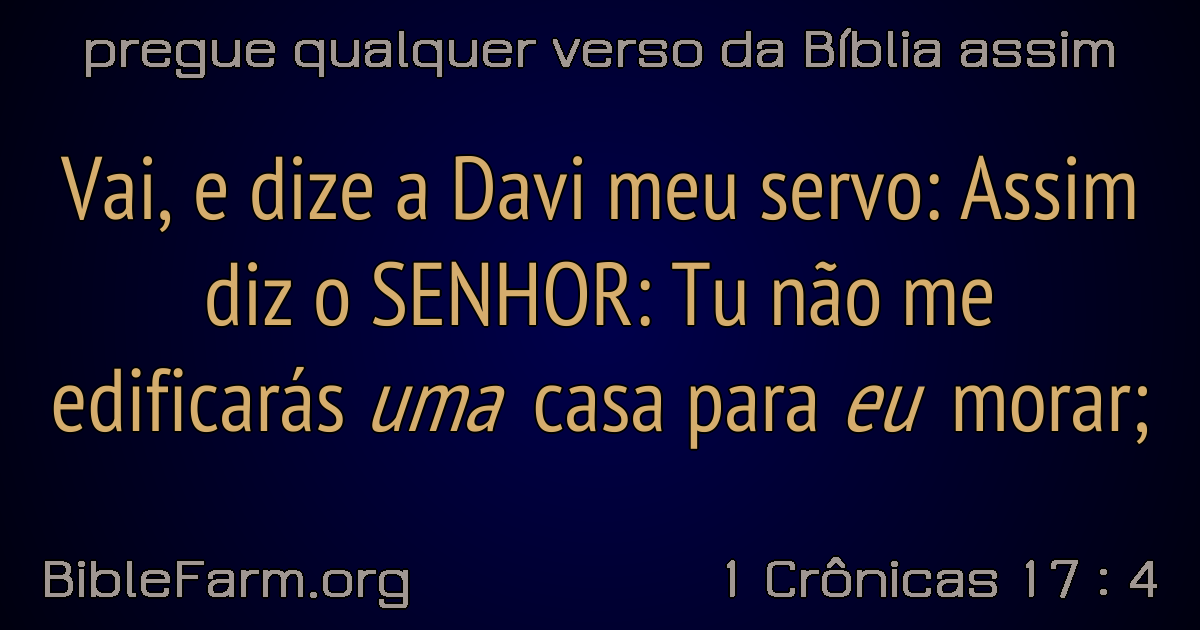 pregue qualquer verso da Bíblia assim
Vai, e dize a Davi meu servo: Assim
diz o SENHOR: Tu não me
edificarás uma casa para eu morar;
BibleFarm.org
1 Crônicas 17 : 4